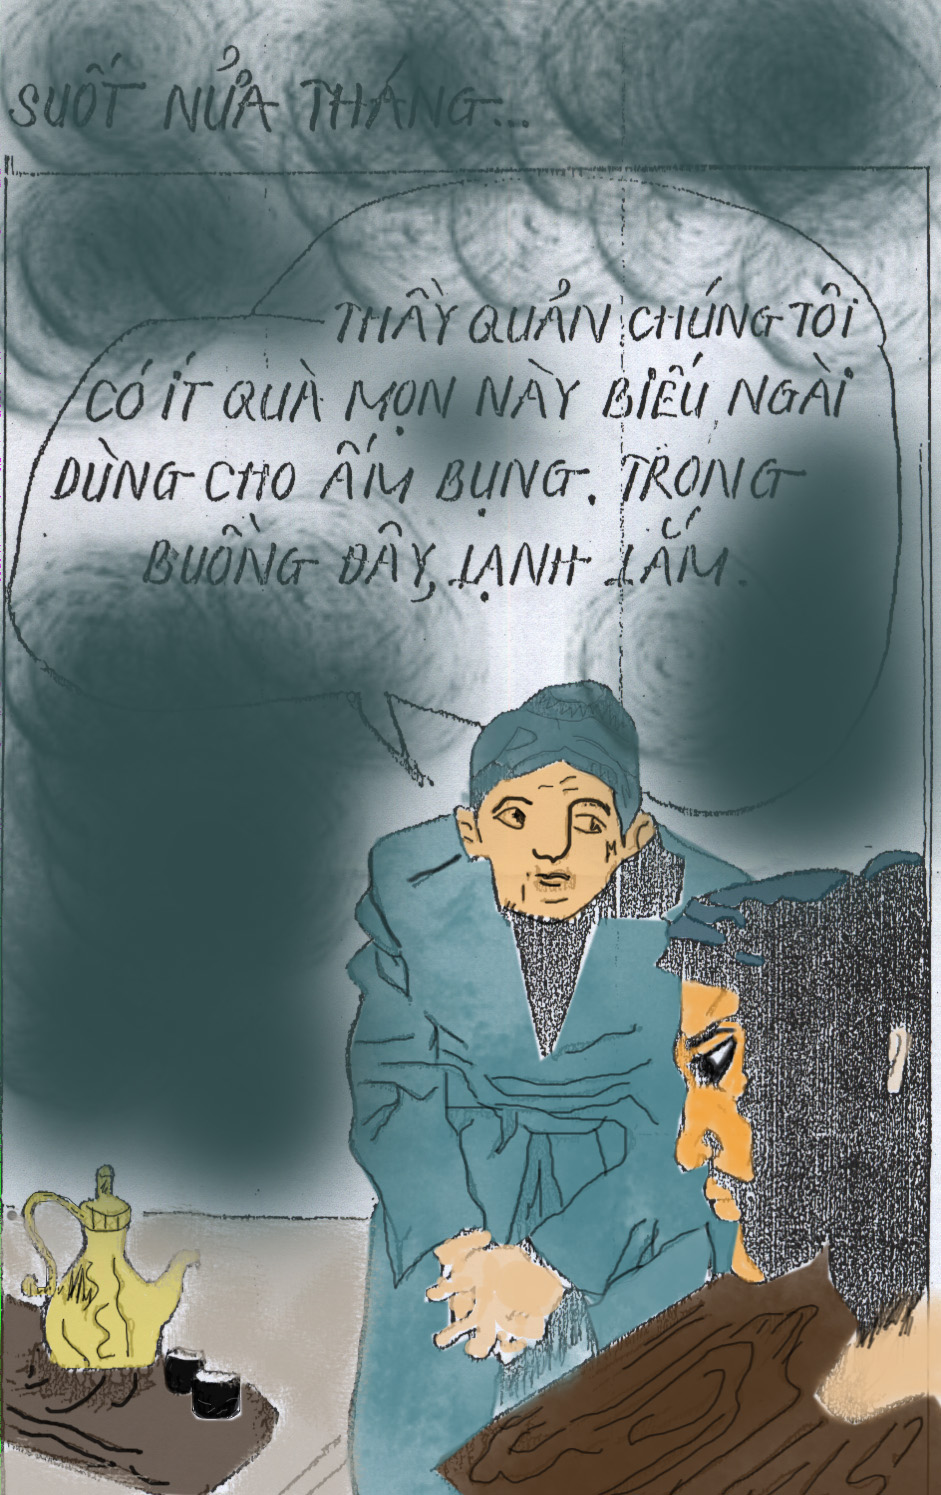 SUỐT NỬA THÁNG...
THẦY QUẢN CHÚNG TÔI
CÓ ÍT QUÀ MỌN NÀY BIẾU NGÀI
DÙNG CHO ẤM BỤNG. TRONG
BUỒNG ĐÂY, LẠNH LẮM.